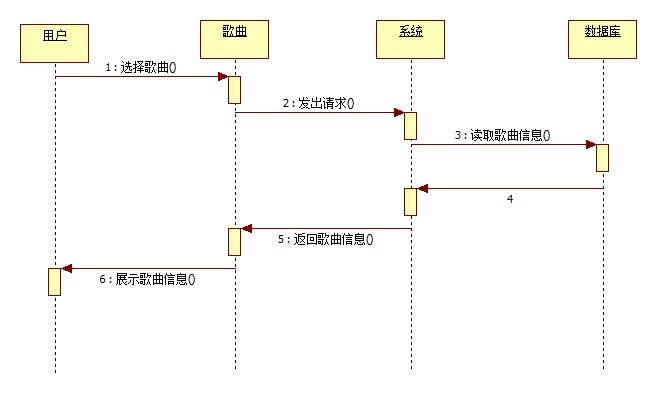 用户
歌曲
系统
数据库
1 : 选择歌曲()
2 : 发出请求()
3 : 读取歌曲信息()
4
5 : 返回歌曲信息()
6 : 展示歌曲信息()